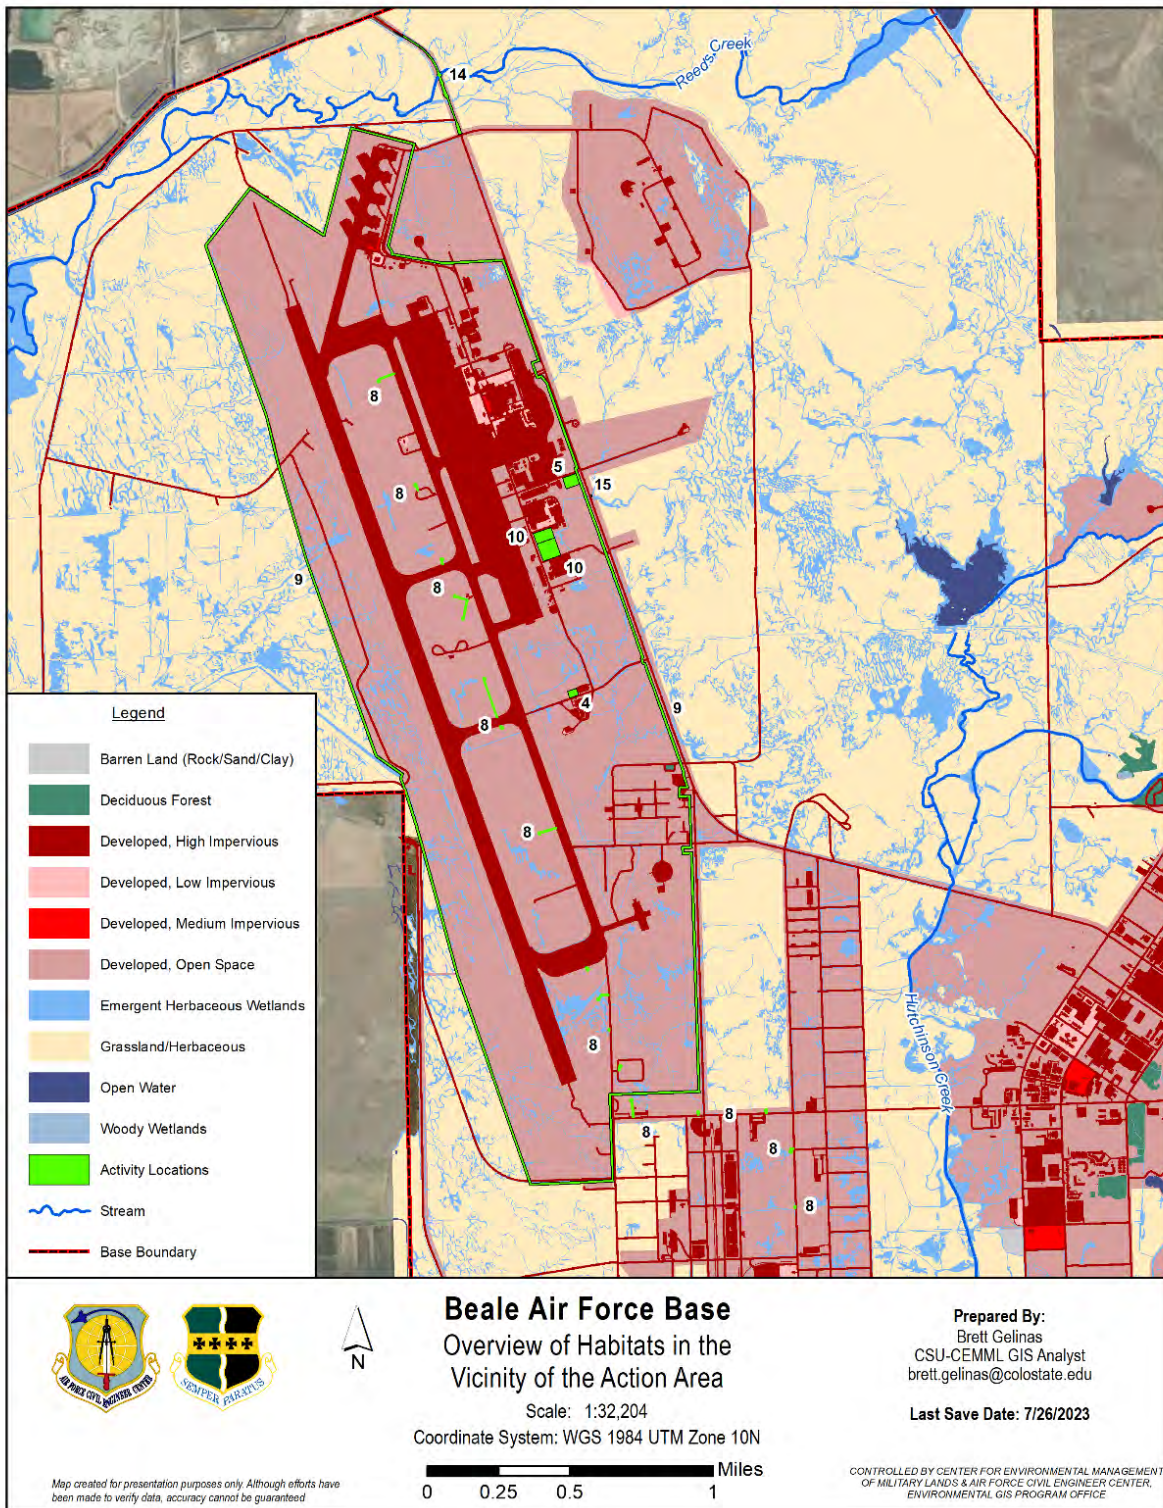 Reeds Creek
14
8
5
15
8
10
10
9
8
4
9
8
8
8
Hutchinson Creek
8
8
8
8
Legend
Barren Land (Rock/Sand/Clay)
Deciduous Forest
Developed, High Impervious
Developed, Low Impervious
Developed, Medium Impervious
Developed, Open Space
Emergent Herbaceous Wetlands
Grassland/Herbaceous
Open Water
Woody Wetlands
Activity Locations
Stream
Base Boundary
AIR FORCE CIVIL ENGINEER CENTER
SEMPER PARATUS
N
Beale Air Force Base
Overview of Habitats in the
Vicinity of the Action Area
Scale: 1:32,204
Coordinate System: WGS 1984 UTM Zone 10N
Miles
0 0.25 0.5 1
Prepared By:
Brett Gelinas
CSU-CEMML GIS Analyst
brett.gelinas@colostate.edu
Last Save Date: 7/26/2023
Map created for presentation purposes only. Although efforts have
been made to verify data, accuracy cannot be guaranteed
CONTROLLED BY CENTER FOR ENVIRONMENTAL MANAGEMENT
OF MILITARY LANDS & AIR FORCE CIVIL ENGINEER CENTER,
ENVIRONMENTAL GIS PROGRAM OFFICE